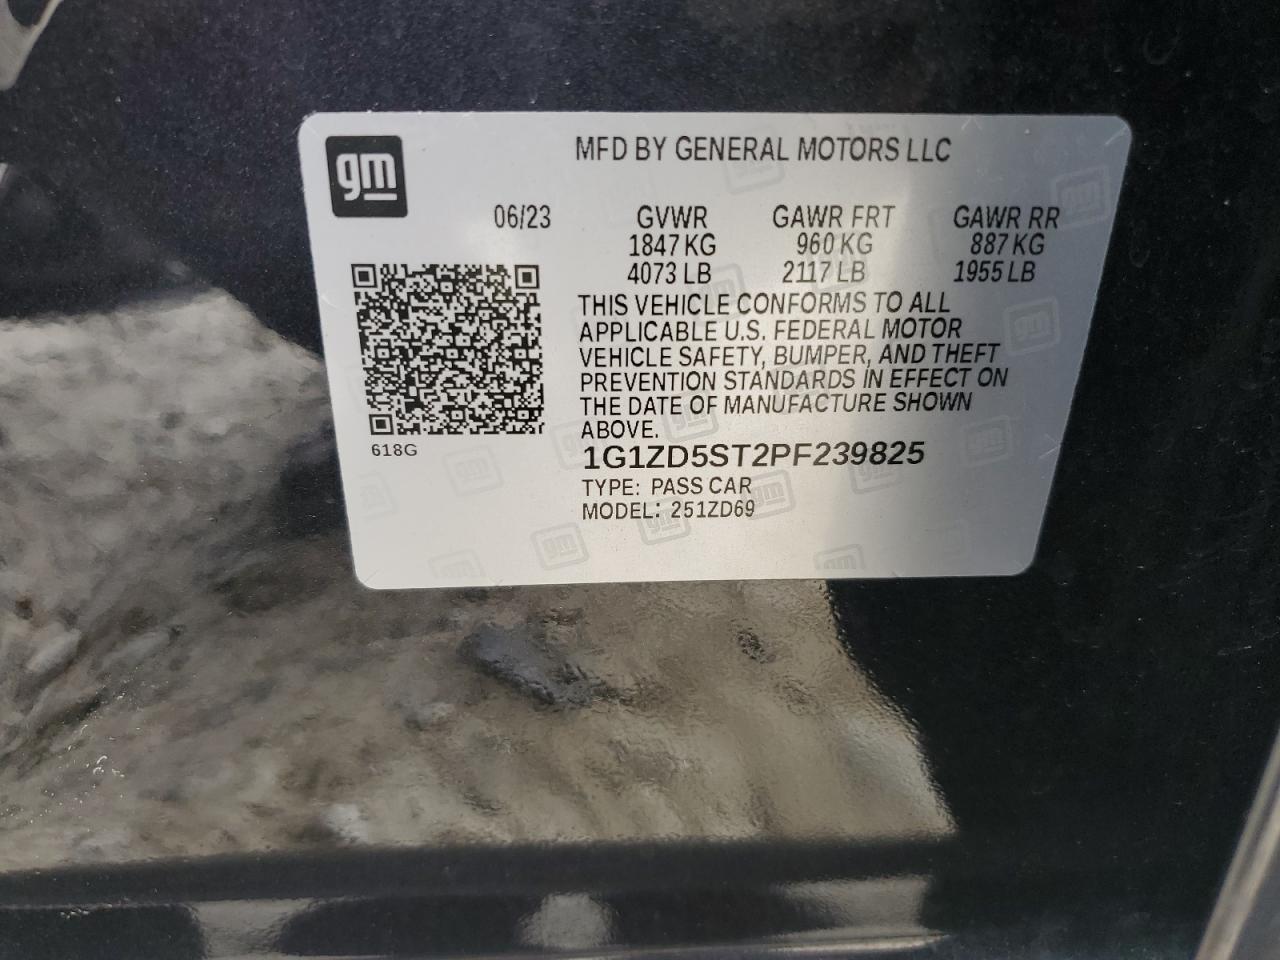 gm
MFD BY GENERAL MOTORS LLC
06/23 GVWR GAWR FRT GAWR RR
1847 KG 960 KG 887 KG
4073 LB 2117 LB 1955 LB
THIS VEHICLE CONFORMS TO ALL
APPLICABLE U.S. FEDERAL MOTOR
VEHICLE SAFETY, BUMPER, AND THEFT
PREVENTION STANDARDS IN EFFECT ON
THE DATE OF MANUFACTURE SHOWN
ABOVE.
618G
1G1ZD5ST2PF239825
TYPE: PASS CAR
MODEL: 251ZD69